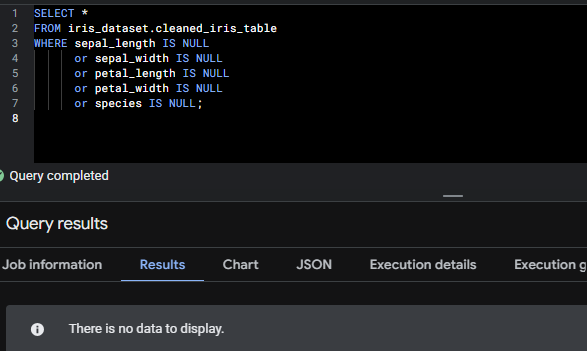 1 SELECT *
2 FROM iris_dataset.cleaned_iris_table
3 WHERE sepal_length IS NULL
4 or sepal_width IS NULL
5 or petal_length IS NULL
6 or petal_width IS NULL
7 or species IS NULL;
8
Query completed
Query results
Job information Results Chart JSON Execution details Execution g
There is no data to display.